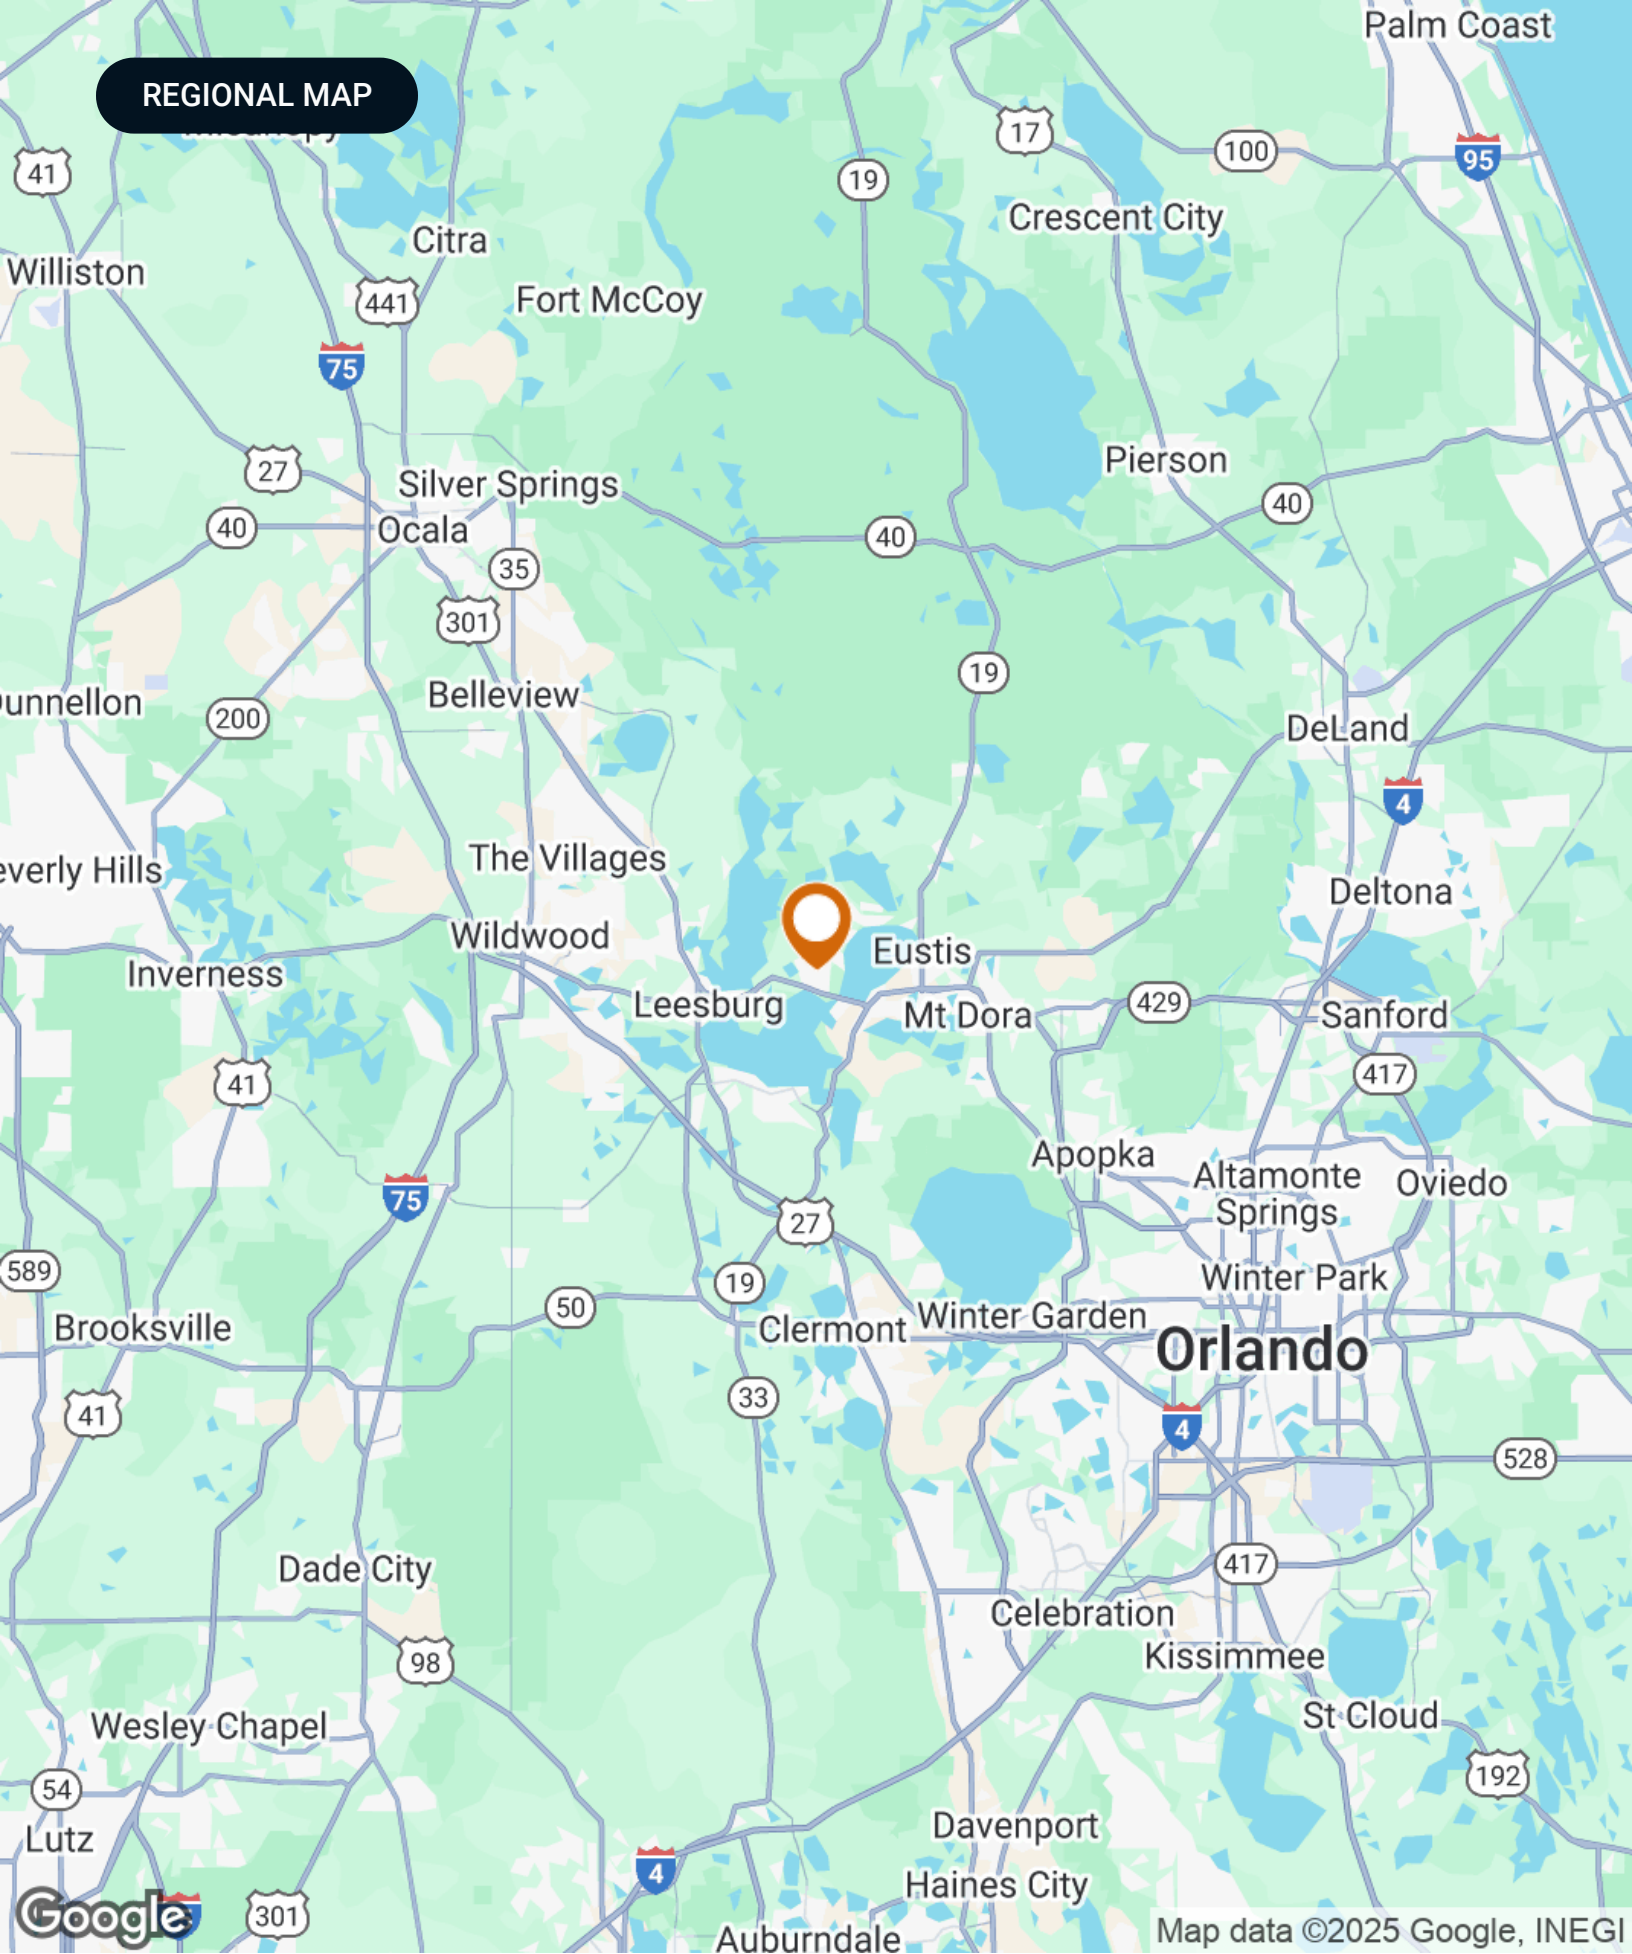 Palm Coast
REGIONAL MAP
17
100
95
41
19
Crescent City
Citra
Williston
441
Fort McCoy
75
Pierson
27
Silver Springs
40
40
Ocala
40
35
301
19
Belleview
unnellon
200
DeLand
4
The Villages
everly Hills
Deltona
Wildwood
Eustis
Inverness
Leesburg
429
Mt Dora
Sanford
41
417
Apopka
Altamonte
Springs
Oviedo
75
27
589
19
Winter Park
50
Brooksville
Clermont
Winter Garden
Orlando
33
41
4
528
Dade City
417
Celebration
98
Kissimmee
Wesley Chapel
St Cloud
192
54
Lutz
Davenport
4
Haines City
Google
301
Auburndale
Map data ©2025 Google, INEGI